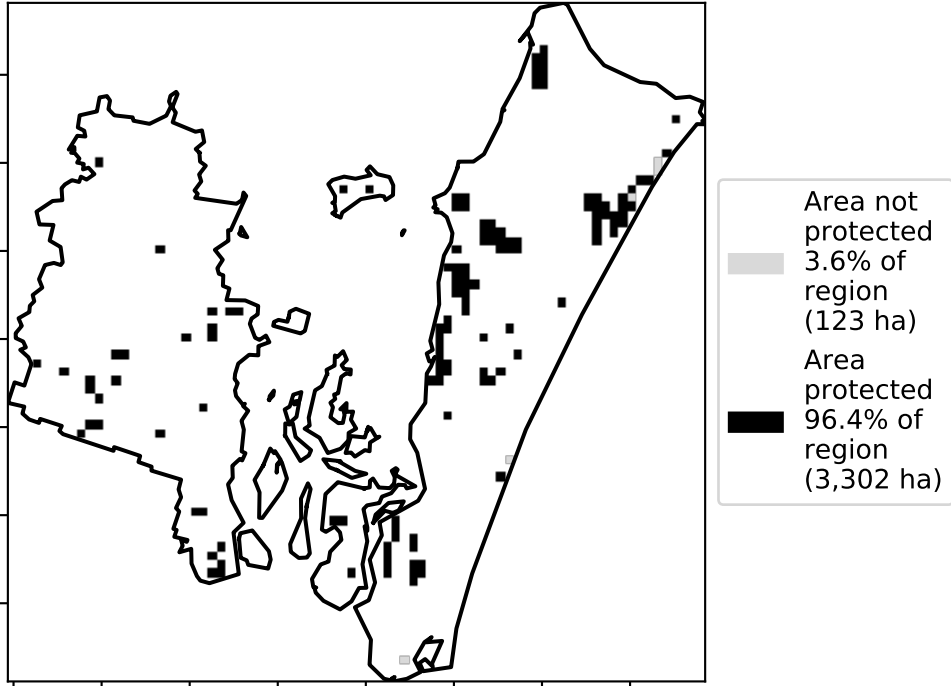 Area not
protected
3.6% of
region
(123 ha)
Area
protected
96.4% of
region
(3,302 ha)